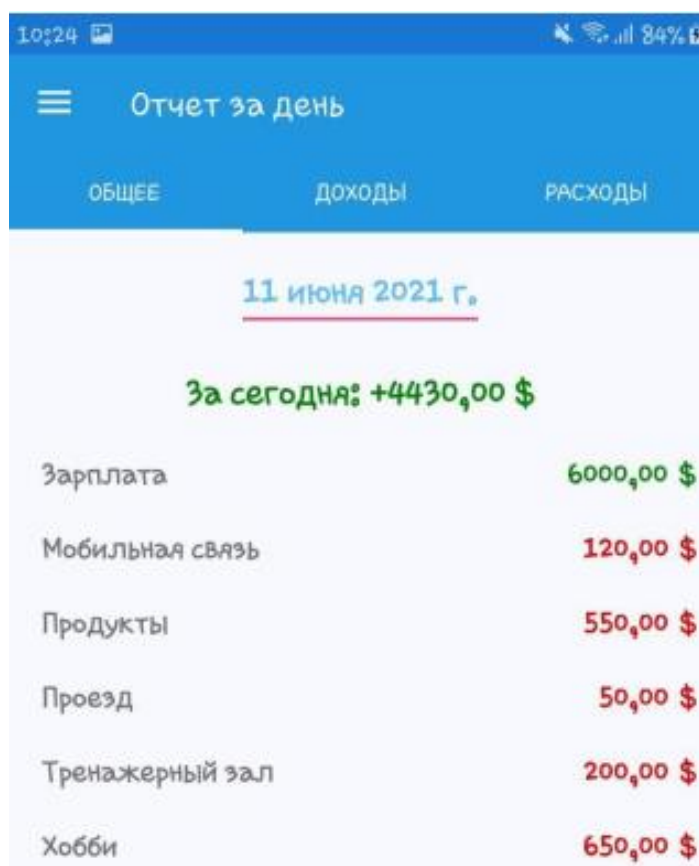 10:24 84%
Отчет за день
ОБЩЕЕ ДОХОДЫ РАСХОДЫ
11 июня 2021 г.
За сегодня: +4430,00 $
Зарплата 6000,00 $
Мобильная связь 120,00 $
Продукты 550,00 $
Проезд 50,00 $
Тренажерный зал 200,00 $
Хобби 650,00 $